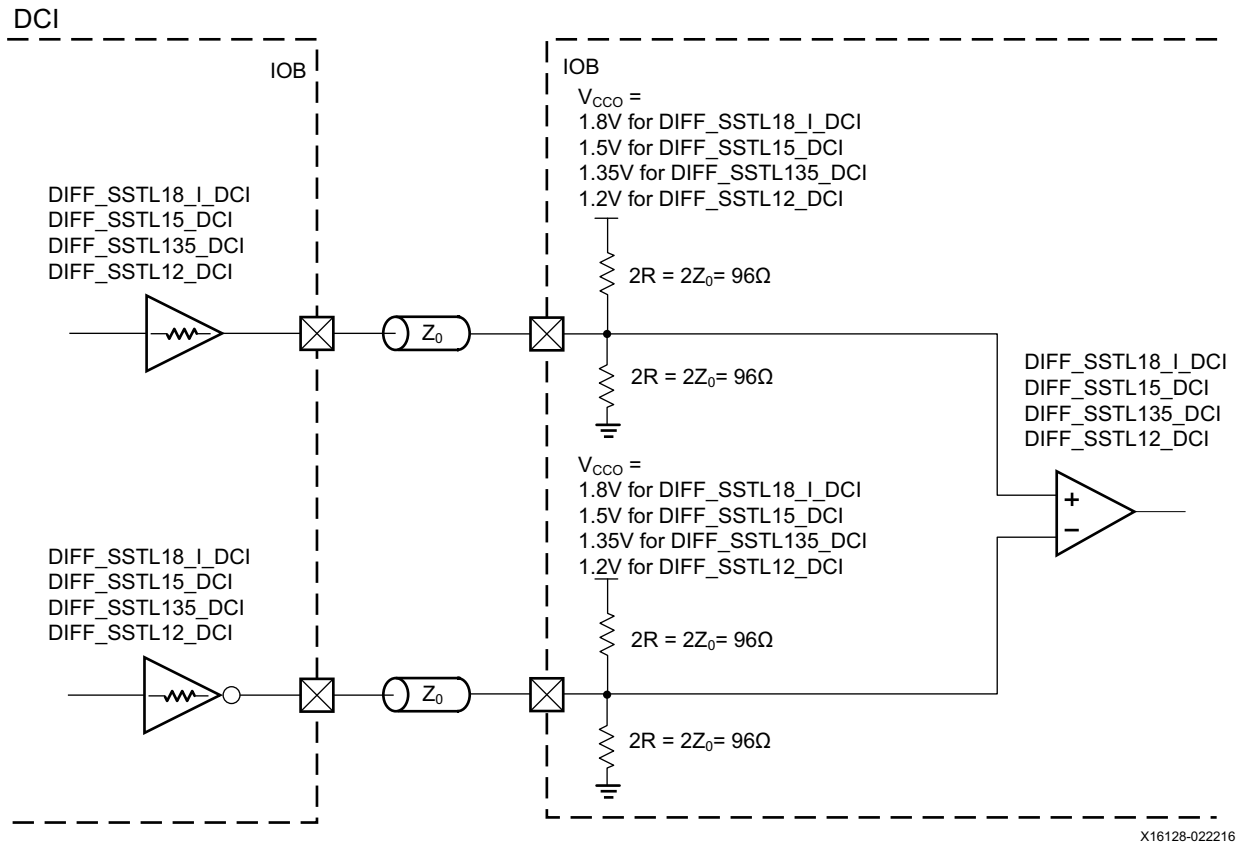 DCI
IOB
DIFF_SSTL18_I_DCI
DIFF_SSTL15_DCI
DIFF_SSTL135_DCI
DIFF_SSTL12_DCI
Z₀
IOB
V_CCO =
1.8V for DIFF_SSTL18_I_DCI
1.5V for DIFF_SSTL15_DCI
1.35V for DIFF_SSTL135_DCI
1.2V for DIFF_SSTL12_DCI
2R = 2Z₀= 96Ω
2R = 2Z₀= 96Ω
DIFF_SSTL18_I_DCI
DIFF_SSTL15_DCI
DIFF_SSTL135_DCI
DIFF_SSTL12_DCI
+
–
DIFF_SSTL18_I_DCI
DIFF_SSTL15_DCI
DIFF_SSTL135_DCI
DIFF_SSTL12_DCI
Z₀
V_CCO =
1.8V for DIFF_SSTL18_I_DCI
1.5V for DIFF_SSTL15_DCI
1.35V for DIFF_SSTL135_DCI
1.2V for DIFF_SSTL12_DCI
2R = 2Z₀= 96Ω
2R = 2Z₀= 96Ω
X16128-022216